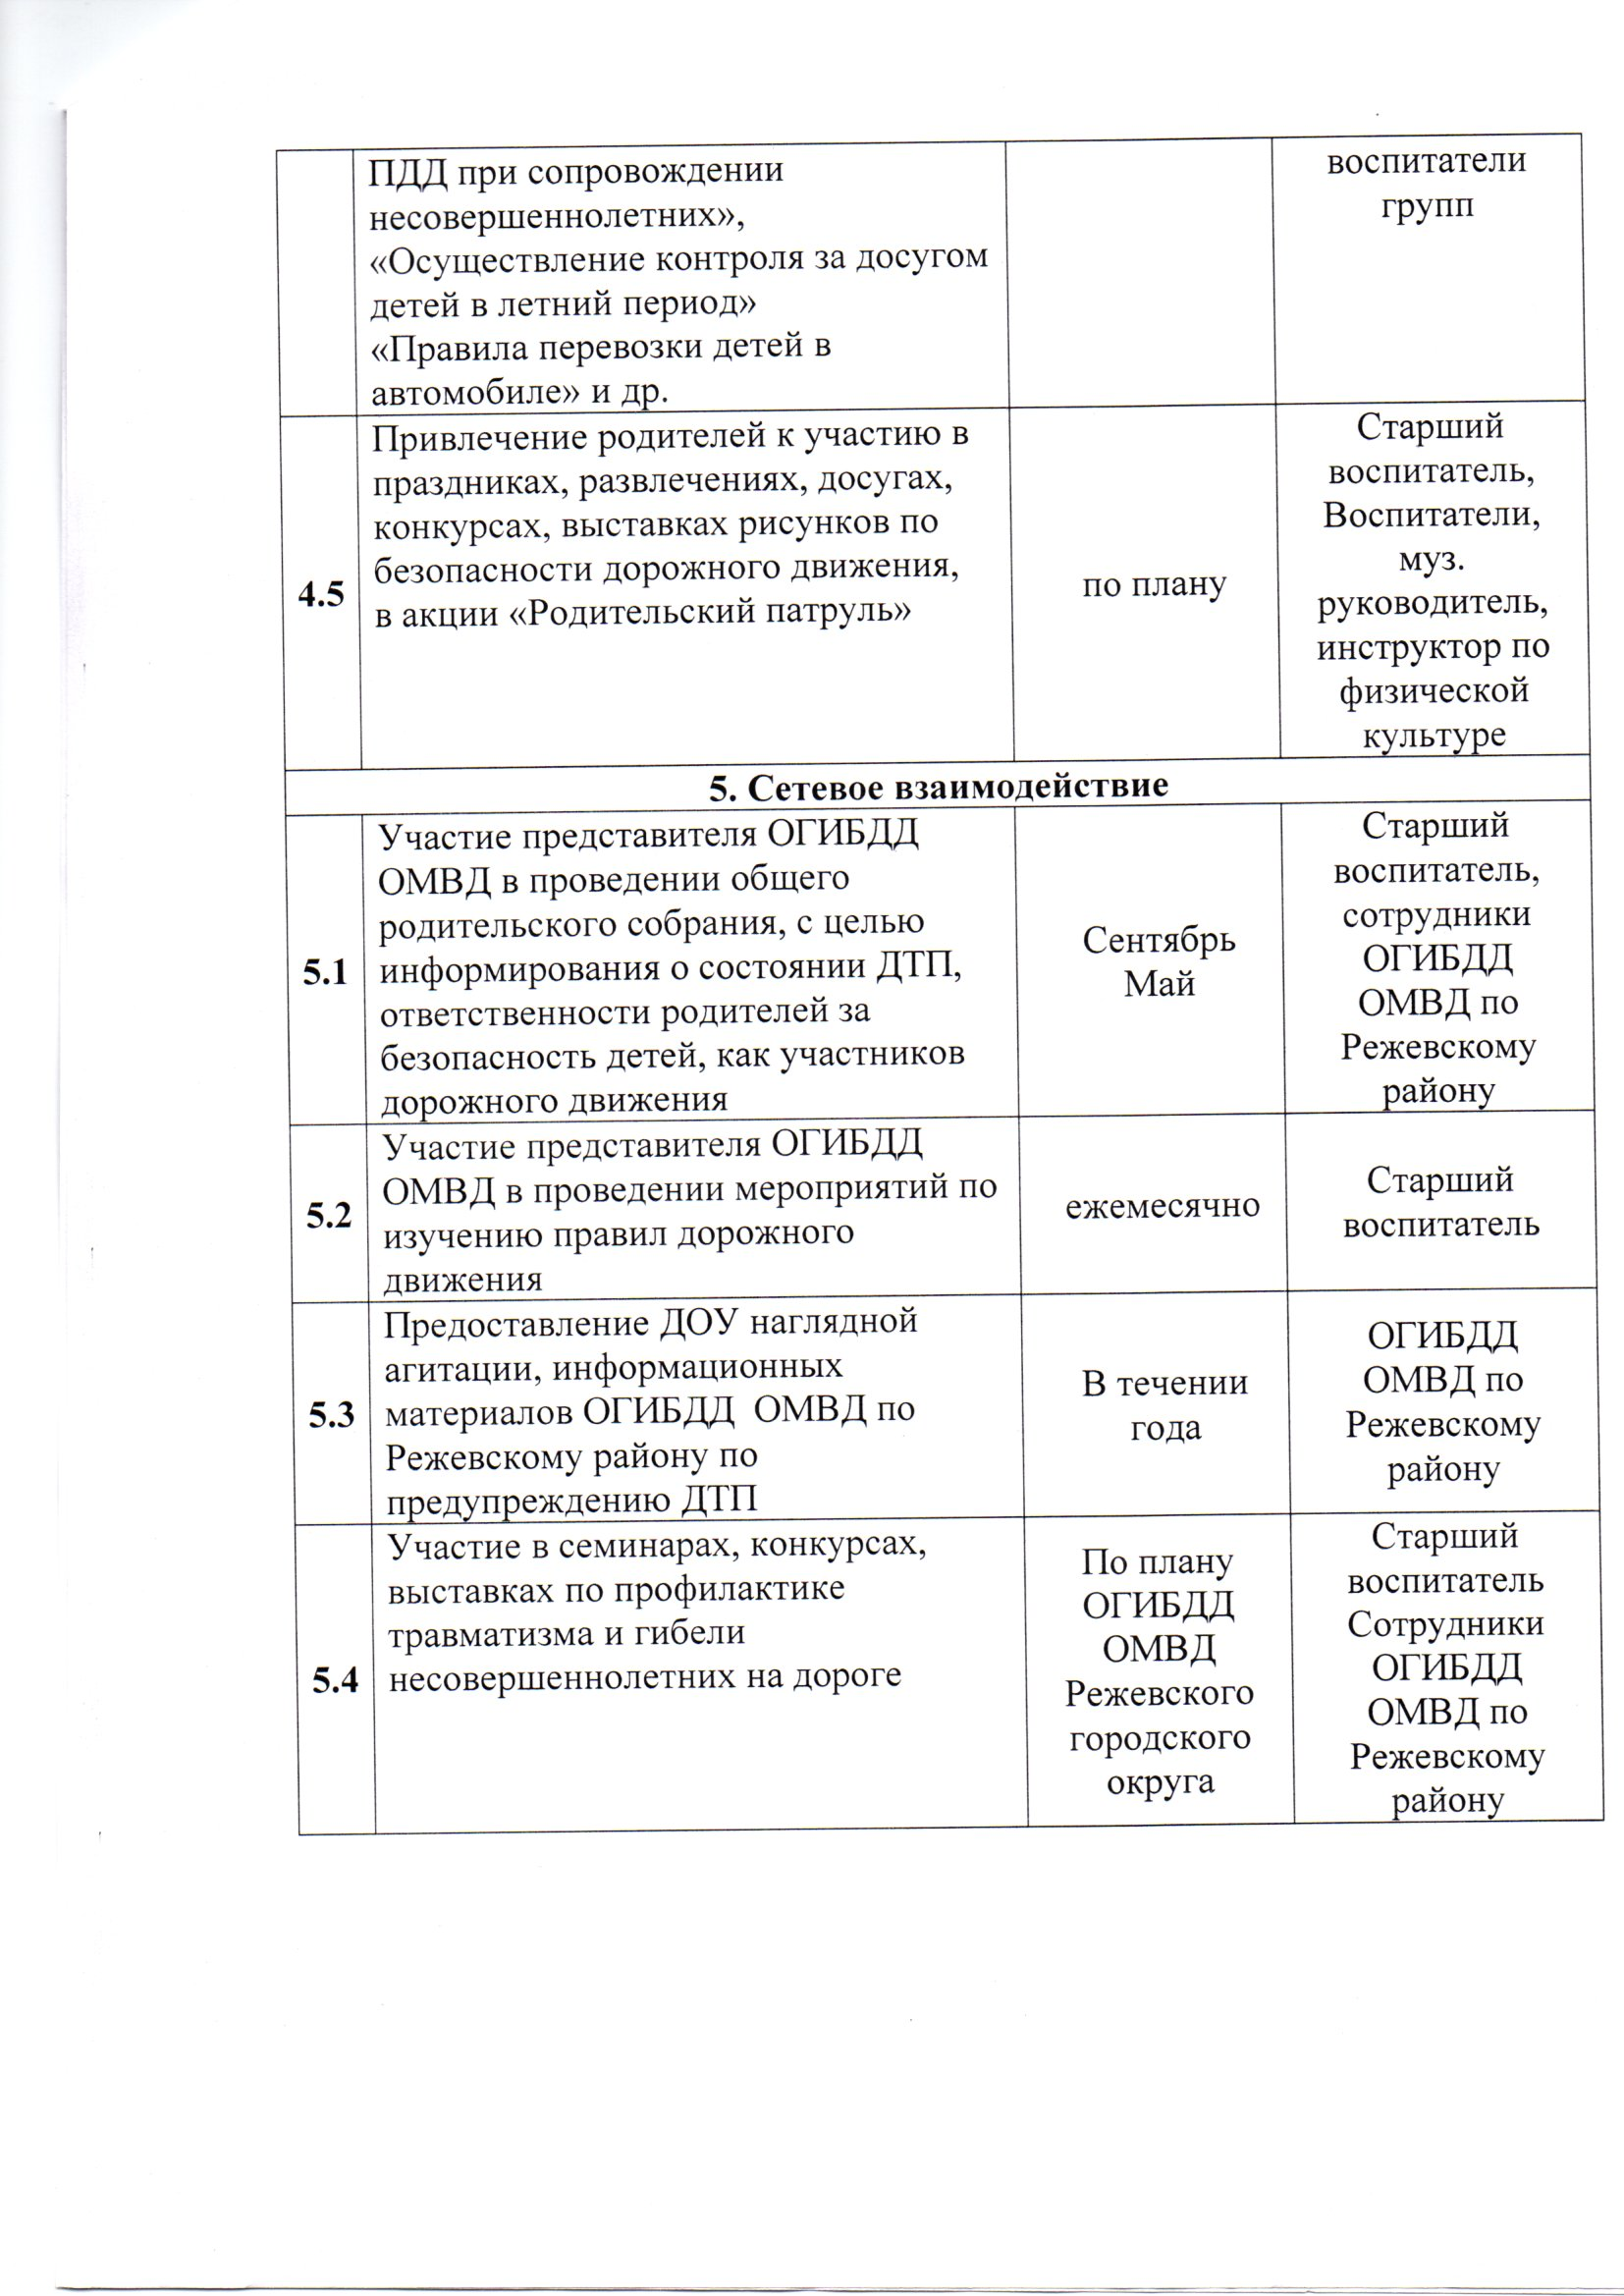 ПДД при сопровождении
несовершеннолетних»,
«Осуществление контроля за досугом
детей в летний период»
«Правила перевозки детей в
автомобиле» и др.
воспитатели
групп
4.5
Привлечение родителей к участию в
праздниках, развлечениях, досугах,
конкурсах, выставках рисунков по
безопасности дорожного движения,
в акции «Родительский патруль»
по плану
Старший
воспитатель,
Воспитатели,
муз.
руководитель,
инструктор по
физической
культуре
5. Сетевое взаимодействие
5.1
Участие представителя ОГИБДД
ОМВД в проведении общего
родительского собрания, с целью
информирования о состоянии ДТП,
ответственности родителей за
безопасность детей, как участников
дорожного движения
Сентябрь
Май
Старший
воспитатель,
сотрудники
ОГИБДД
ОМВД по
Режевскому
району
5.2
Участие представителя ОГИБДД
ОМВД в проведении мероприятий по
изучению правил дорожного
движения
ежемесячно
Старший
воспитатель
5.3
Предоставление ДОУ наглядной
агитации, информационных
материалов ОГИБДД  ОМВД по
Режевскому району по
предупреждению ДТП
В течении
года
ОГИБДД
ОМВД по
Режевскому
району
5.4
Участие в семинарах, конкурсах,
выставках по профилактике
травматизма и гибели
несовершеннолетних на дороге
По плану
ОГИБДД
ОМВД
Режевского
городского
округа
Старший
воспитатель
Сотрудники
ОГИБДД
ОМВД по
Режевскому
району